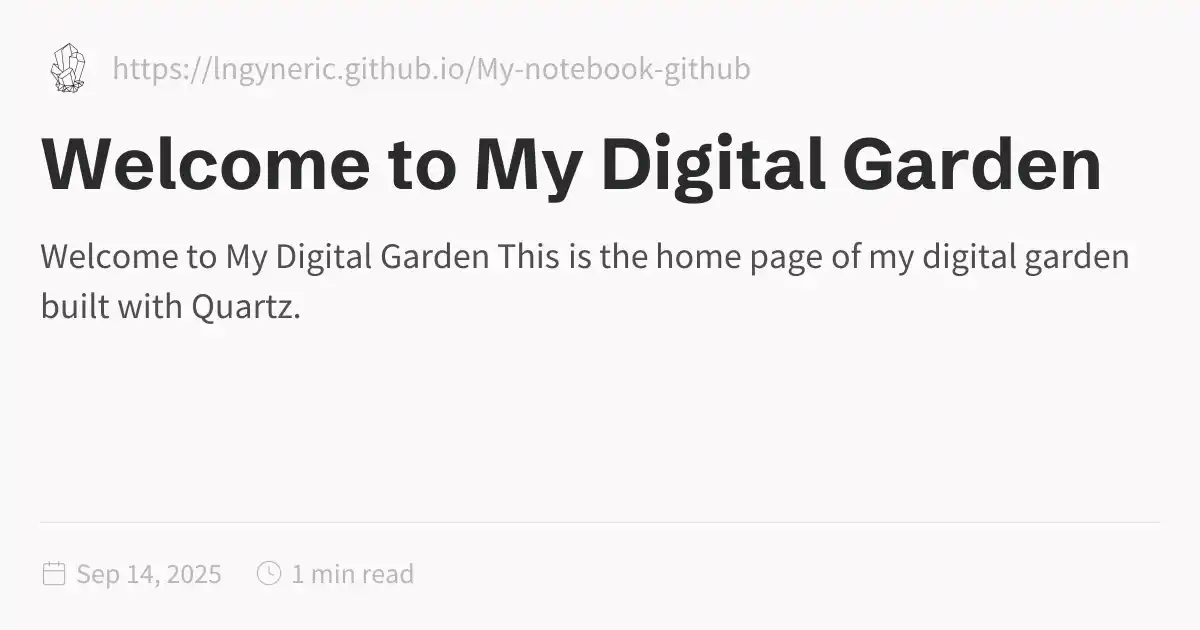 https://lngyneric.github.io/My-notebook-github
Welcome to My Digital Garden
Welcome to My Digital Garden This is the home page of my digital garden
built with Quartz.
Sep 14, 2025 1 min read